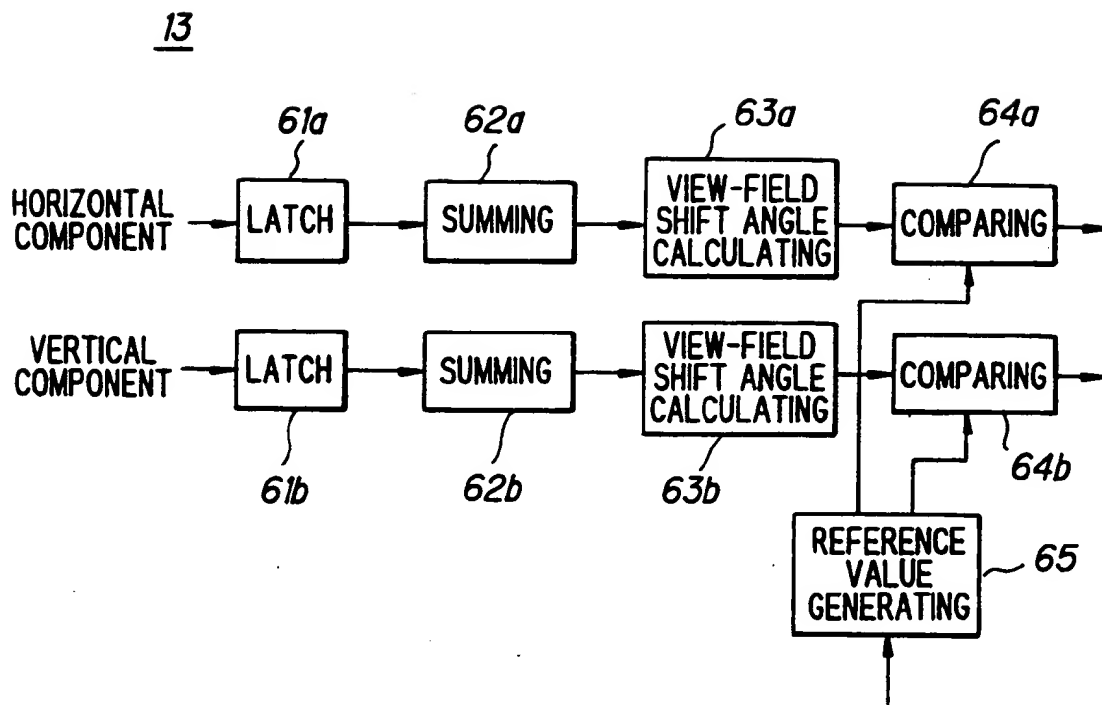 13
61a
62a
63a
64a
HORIZONTAL
COMPONENT
LATCH
SUMMING
VIEW-FIELD
SHIFT ANGLE
CALCULATING
COMPARING
VERTICAL
COMPONENT
LATCH
SUMMING
VIEW-FIELD
SHIFT ANGLE
CALCULATING
COMPARING
61b
62b
63b
64b
REFERENCE
VALUE
GENERATING
65